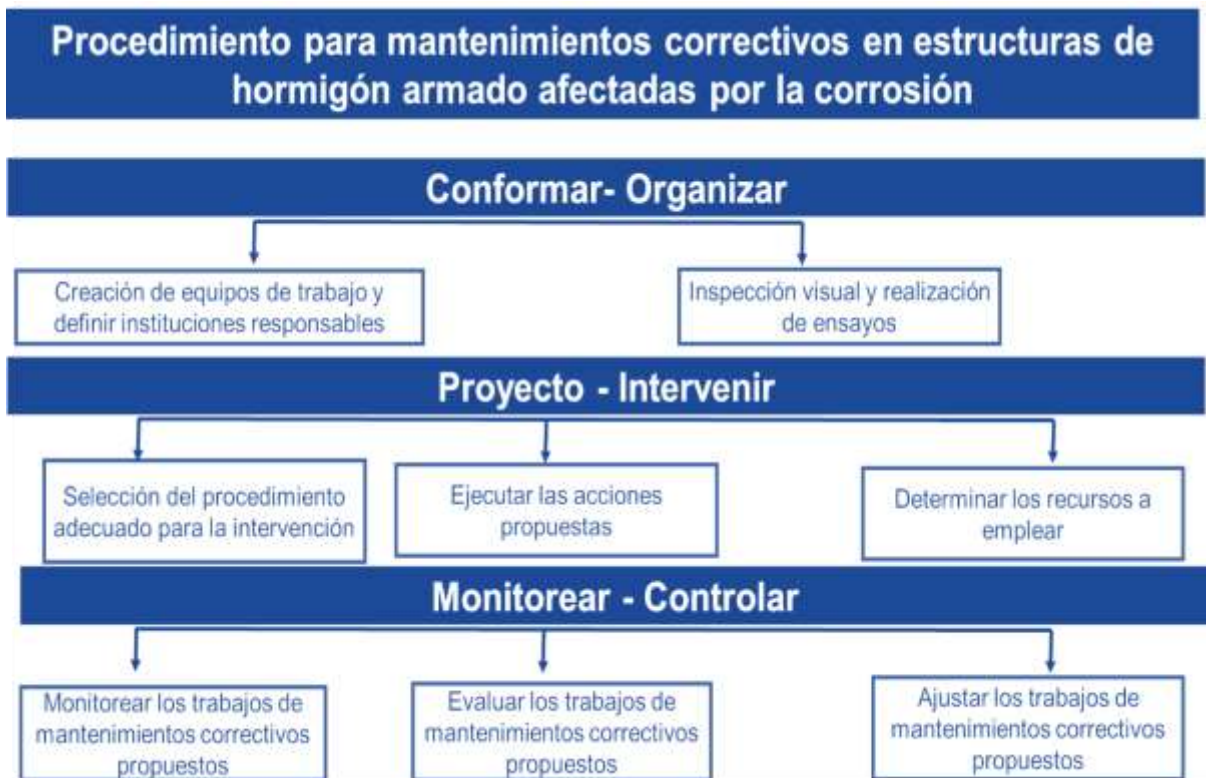 Procedimiento para mantenimientos correctivos en estructuras de
hormigón armado afectadas por la corrosión
Conformar- Organizar
Creación de equipos de trabajo y
definir instituciones responsables
Inspección visual y realización
de ensayos
Proyecto - Intervenir
Selección del procedimiento
adecuado para la intervención
Ejecutar las acciones
propuestas
Determinar los recursos a
emplear
Monitorear - Controlar
Monitorear los trabajos de
mantenimientos correctivos
propuestos
Evaluar los trabajos de
mantenimientos correctivos
propuestos
Ajustar los trabajos de
mantenimientos correctivos
propuestos